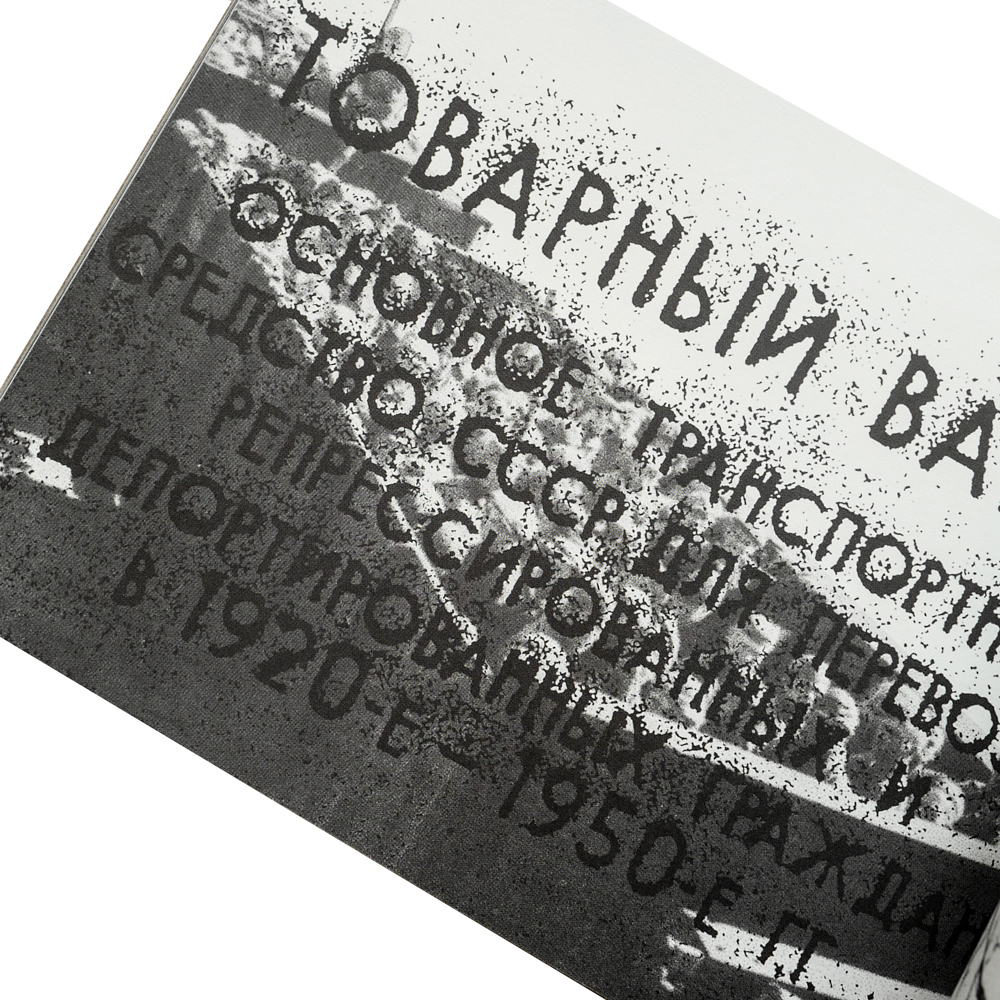 ТОВАРНЫЙ ВА
ОСНОВНОЕ ТРАНСПОРТН
СРЕДСТВО СССР ДЛЯ ПЕРЕВОЗ
РЕПРЕССИРОВАННЫХ И
ДЕПОРТИРОВАННЫХ ГРАЖДАН
В 1920-Е – 1950-Е ГГ